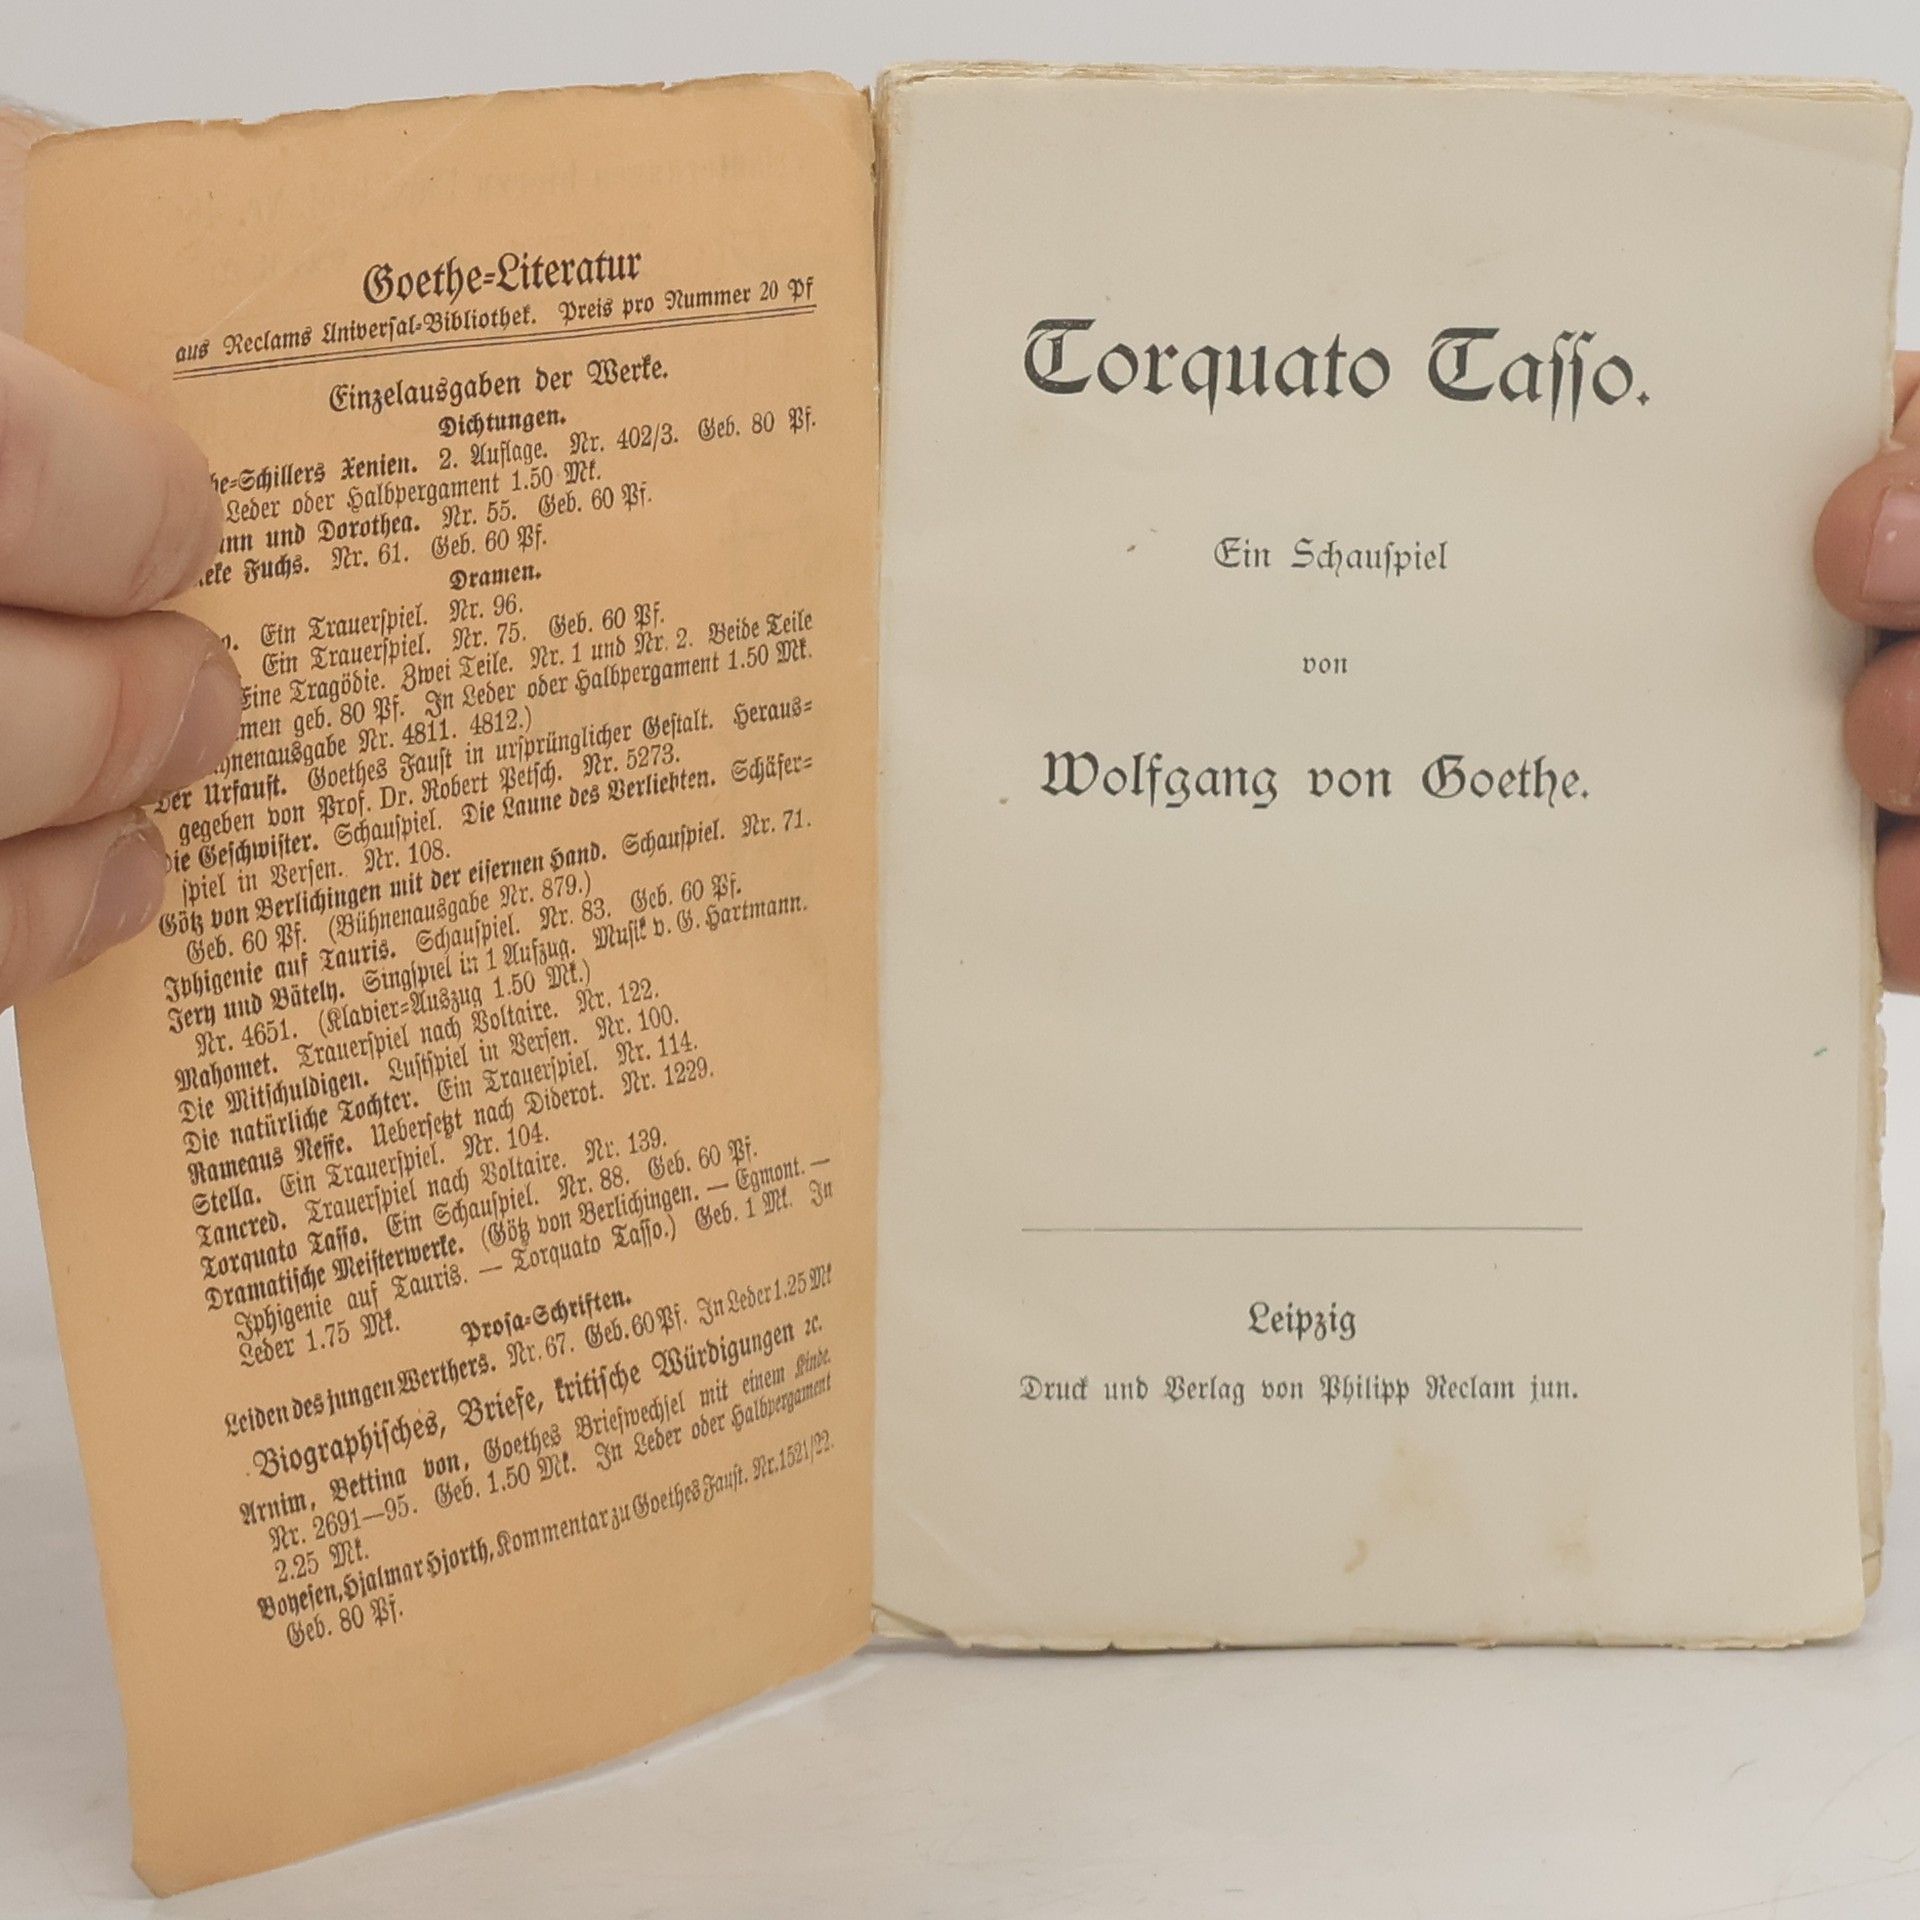 Goethe=Literatur
aus Reclams Univerſal=Bibliothek. Preis pro Nummer 20 Pf
Einzelausgaben der Werke.
Dichtungen.
he=Schillers Xenien. 2. Auflage. Nr. 402/3. Geb. 80 Pf.
Leder oder Halbpergament 1.50 Mk.
und Dorothea. Nr. 55. Geb. 60 Pf.
Fuchs. Nr. 61. Geb. 60 Pf.
Dramen.
Ein Trauerſpiel. Nr. 96.
Ein Trauerſpiel. Nr. 75. Geb. 60 Pf.
Eine Tragödie. Zwei Teile. Nr. 1 und Nr. 2. Beide Teile
men geb. 80 Pf. In Leder oder Halbpergament 1.50 Mk.
hnenausgabe Nr. 4811. 4812.)
Der Urfauſt. Goethes Fauſt in urſprünglicher Geſtalt. Heraus=
gegeben von Prof. Dr. Robert Petſch. Nr. 5273.
Die Geſchwiſter. Schauſpiel. Die Laune des Verliebten. Schäfer=
ſpiel in Verſen. Nr. 108.
Götz von Berlichingen mit der eiſernen Hand. Schauſpiel. Nr. 71.
Geb. 60 Pf. (Bühnenausgabe Nr. 879.)
Iphigenie auf Tauris. Schauſpiel. Nr. 83. Geb. 60 Pf.
Jery und Bätely. Singſpiel in 1 Aufzug. Muſik v. G. Hartmann.
Nr. 4651. (Klavier=Auszug 1.50 Mk.)
Mahomet. Trauerſpiel nach Voltaire. Nr. 122.
Die Mitſchuldigen. Luſtſpiel in Verſen. Nr. 100.
Die natürliche Tochter. Ein Trauerſpiel. Nr. 114.
Rameaus Neffe. Ueberſetzt nach Diderot. Nr. 1229.
Stella. Ein Trauerſpiel. Nr. 104.
Tancred. Trauerſpiel nach Voltaire. Nr. 139.
Torquato Taſſo. Ein Schauſpiel. Nr. 88. Geb. 60 Pf.
Dramatiſche Meiſterwerke. (Götz von Berlichingen. — Egmont. —
Iphigenie auf Tauris. — Torquato Taſſo.) Geb. 1 Mk. In
Leder 1.75 Mk.
Proſa=Schriften.
Leiden des jungen Werthers. Nr. 67. Geb. 60 Pf. In Leder 1.25 Mk
Biographiſches, Briefe, kritiſche Würdigungen ꝛc.
Arnim, Bettina von, Goethes Briefwechſel mit einem Kinde.
Nr. 2691—95. Geb. 1.50 Mk. In Leder oder Halbpergament
2.25 Mk.
Boyeſen, Hjalmar Hjorth, Kommentar zu Goethes Fauſt. Nr. 1521/22.
Geb. 80 Pf.
Torquato Taſſo.
Ein Schauſpiel
von
Wolfgang von Goethe.
Leipzig
Druck und Verlag von Philipp Reclam jun.